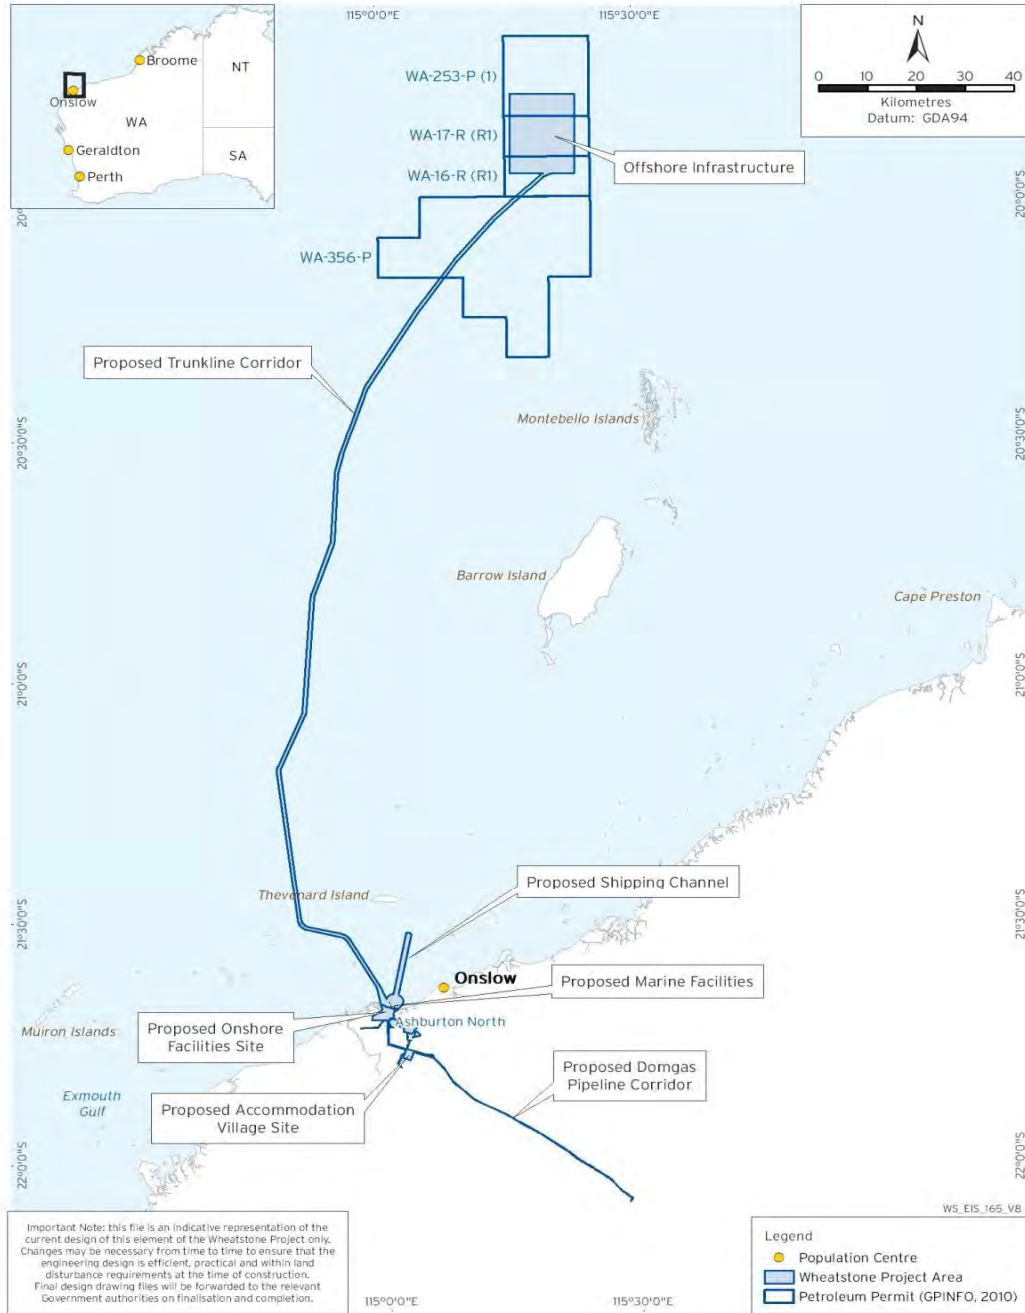 115°0'0"E
115°30'0"E
Broome
NT
Onslow
WA
Geraldton
SA
Perth
N
0 10 20 30 40
Kilometres
Datum: GDA94
WA-253-P (1)
WA-17-R (R1)
Offshore Infrastructure
WA-16-R (R1)
20°
20°0'0"S
WA-356-P
Proposed Trunkline Corridor
Montebello Islands
20°30'0"S
20°30'0"S
Barrow Island
Cape Preston
21°0'0"S
21°0'0"S
Proposed Shipping Channel
Thevenard Island
21°30'0"S
21°30'0"S
Onslow
Proposed Marine Facilities
Muiron Islands
Proposed Onshore
Facilities Site
Ashburton North
Exmouth
Gulf
Proposed Domgas
Pipeline Corridor
Proposed Accommodation
Village Site
22°0'0"S
22°0'0"S
WS_EIS_165_V8
Important Note: this file is an indicative representation of the
current design of this element of the Wheatstone Project only.
Changes may be necessary from time to time to ensure that the
engineering design is efficient, practical and within land
disturbance requirements at the time of construction.
Final design drawing files will be forwarded to the relevant
Government authorities on finalisation and completion.
Legend
Population Centre
Wheatstone Project Area
Petroleum Permit (GPINFO, 2010)
115°0'0"E
115°30'0"E